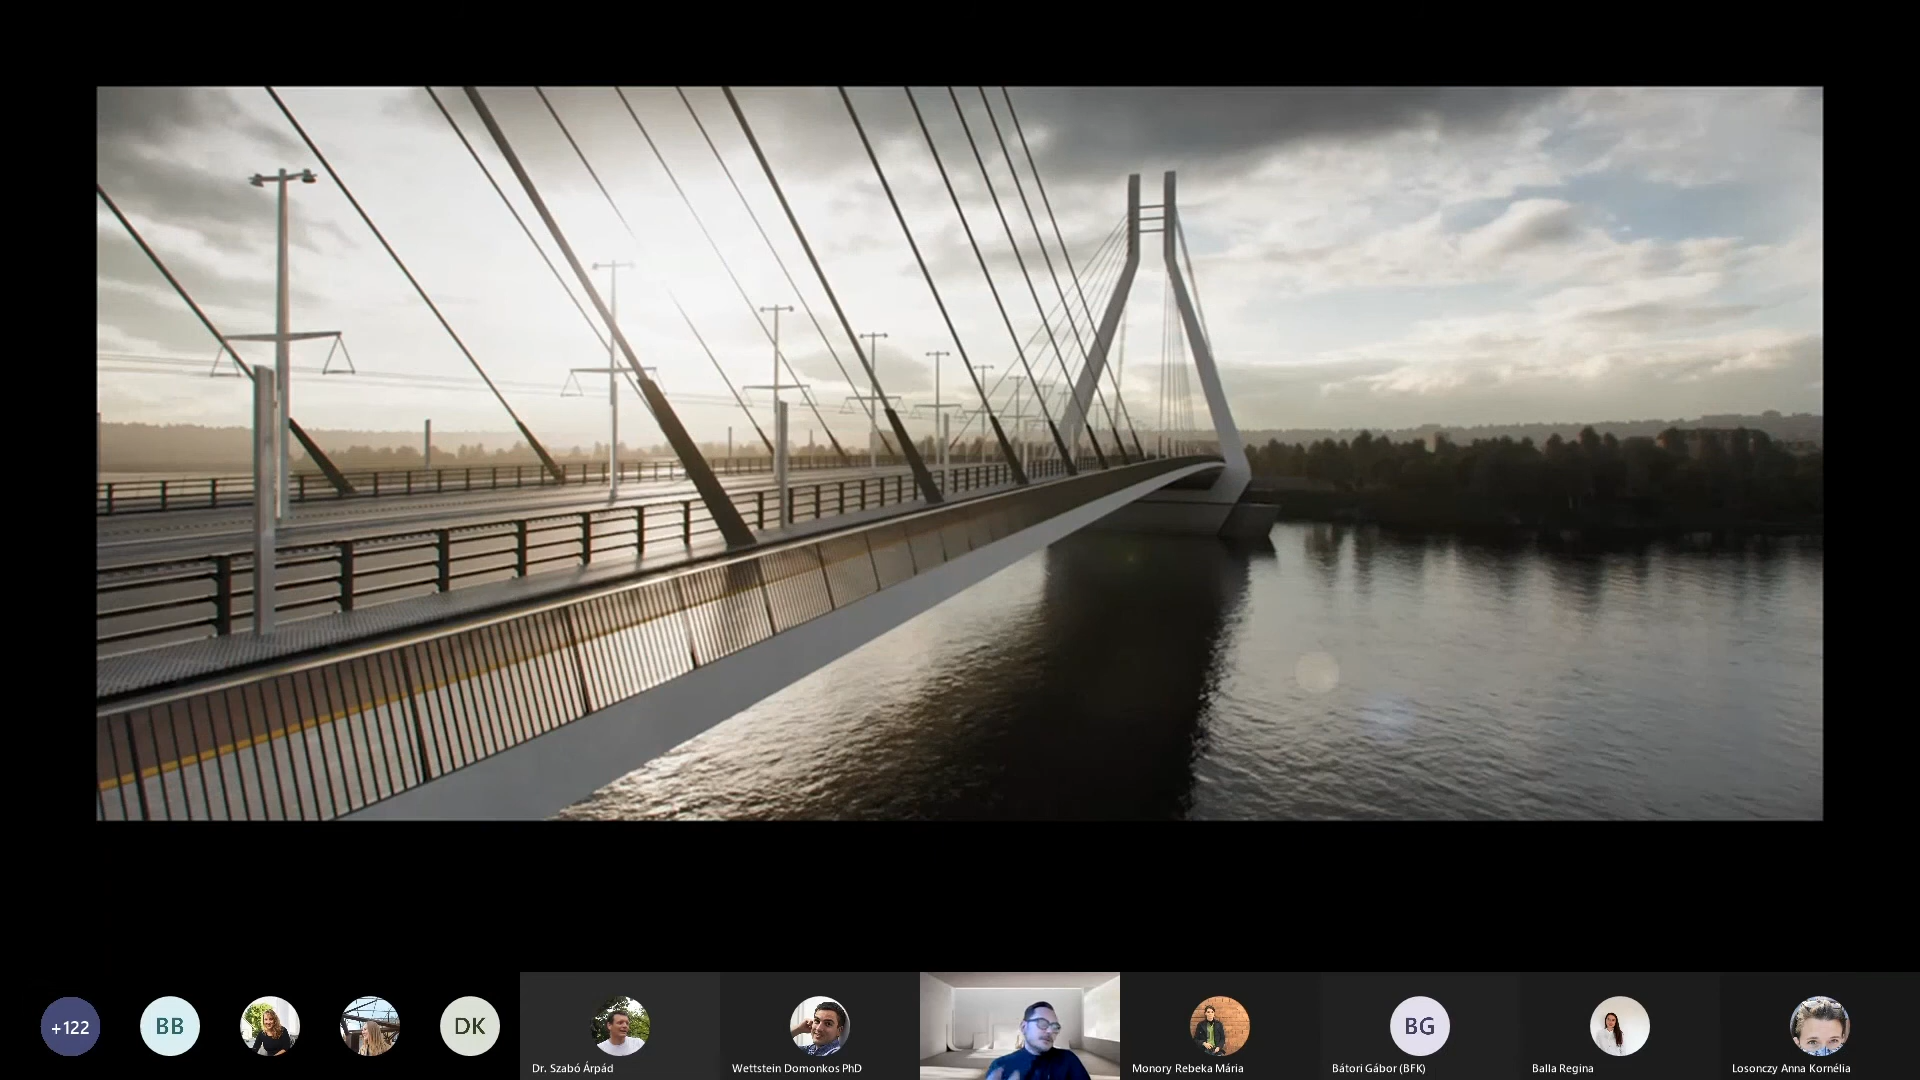 +122
BB
DK
Dr. Szabó Árpád
Wettstein Domonkos PhD
Monory Rebeka Mária
BG
Bátori Gábor (BFK)
Balla Regina
Losonczy Anna Kornélia